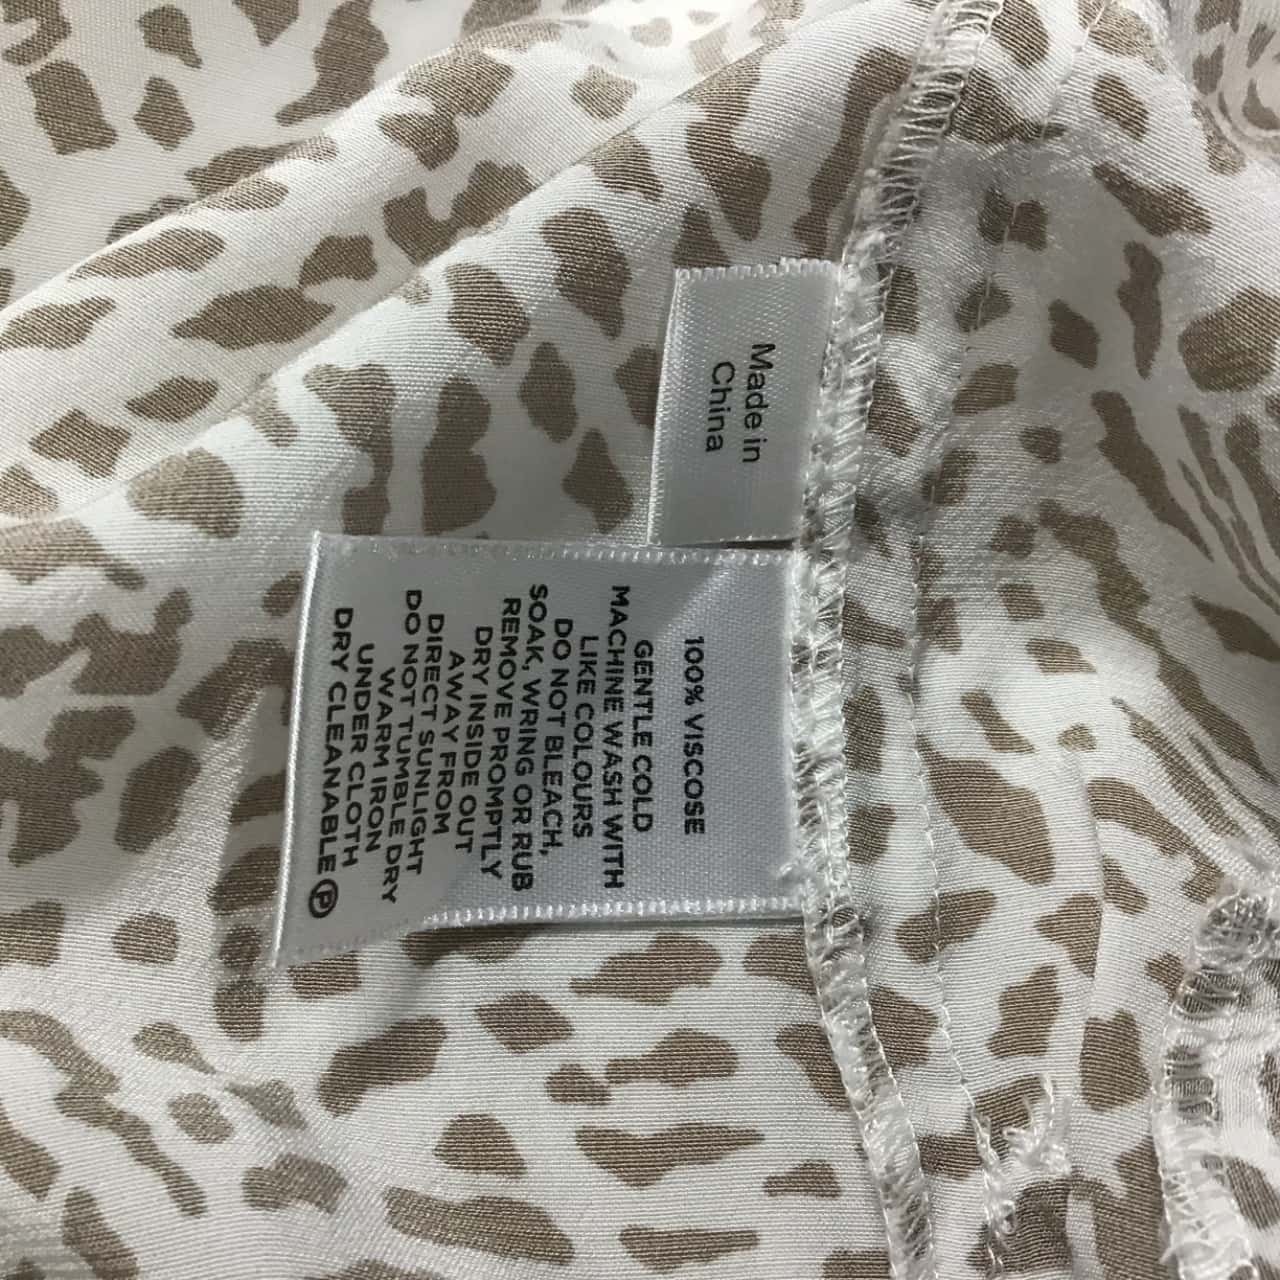 Made in
China
100% VISCOSE
GENTLE COLD
MACHINE WASH WITH
LIKE COLOURS
DO NOT BLEACH,
SOAK, WRING OR RUB
REMOVE PROMPTLY
DRY INSIDE OUT
AWAY FROM
DIRECT SUNLIGHT
DO NOT TUMBLE DRY
WARM IRON
UNDER CLOTH
DRY CLEANABLE Ⓟ